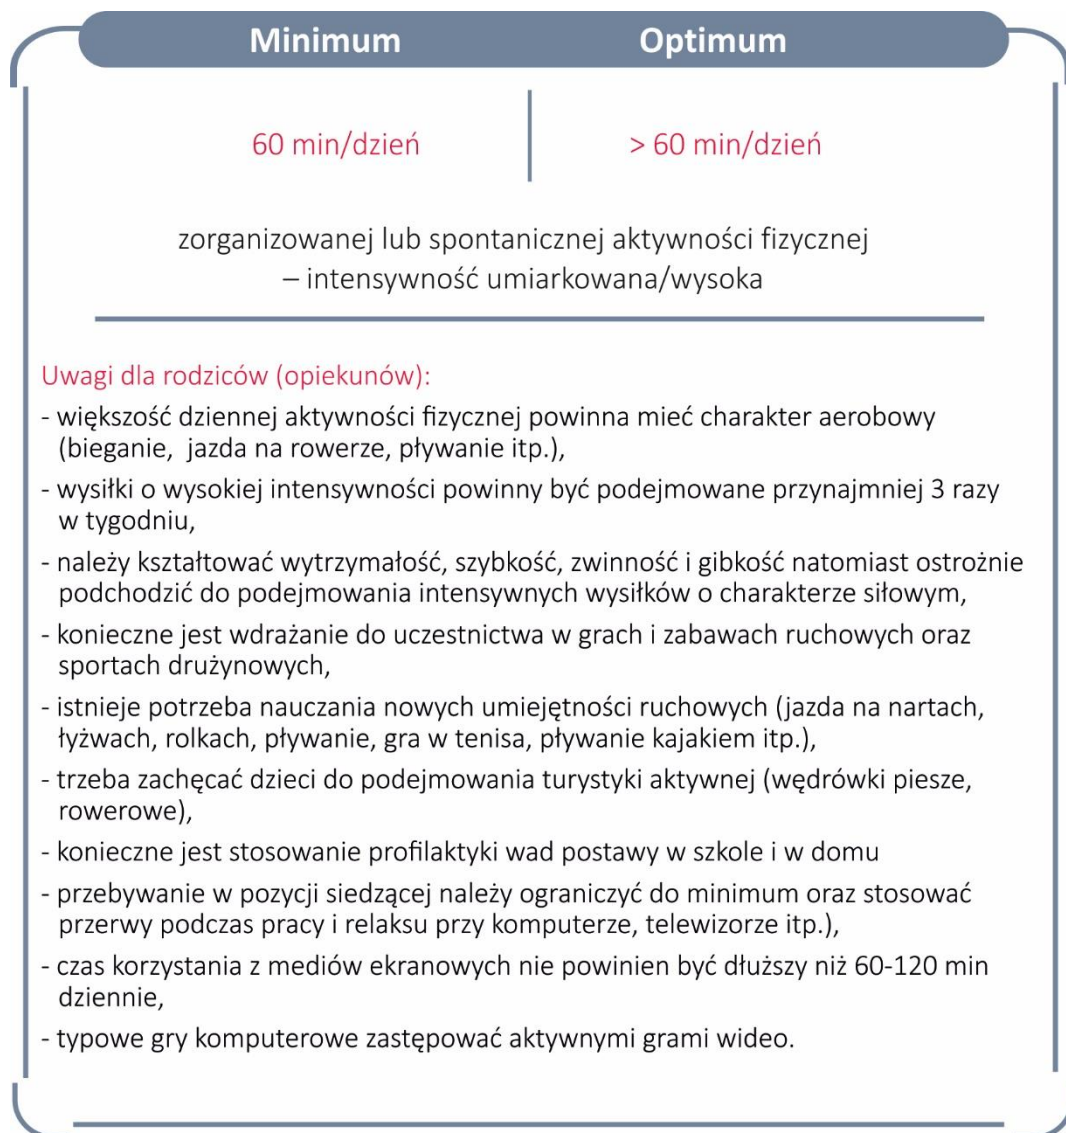 Minimum
Optimum
60 min/dzień
> 60 min/dzień
zorganizowanej lub spontanicznej aktywności fizycznej
– intensywność umiarkowana/wysoka
Uwagi dla rodziców (opiekunów):
- większość dziennej aktywności fizycznej powinna mieć charakter aerobowy
(bieganie, jazda na rowerze, pływanie itp.),
- wysiłki o wysokiej intensywności powinny być podejmowane przynajmniej 3 razy
w tygodniu,
- należy kształtować wytrzymałość, szybkość, zwinność i gibkość natomiast ostrożnie
podchodzić do podejmowania intensywnych wysiłków o charakterze siłowym,
- konieczne jest wdrażanie do uczestnictwa w grach i zabawach ruchowych oraz
sportach drużynowych,
- istnieje potrzeba nauczania nowych umiejętności ruchowych (jazda na nartach,
łyżwach, rolkach, pływanie, gra w tenisa, pływanie kajakiem itp.),
- trzeba zachęcać dzieci do podejmowania turystyki aktywnej (wędrówki piesze,
rowerowe),
- konieczne jest stosowanie profilaktyki wad postawy w szkole i w domu
- przebywanie w pozycji siedzącej należy ograniczyć do minimum oraz stosować
przerwy podczas pracy i relaksu przy komputerze, telewizorze itp.),
- czas korzystania z mediów ekranowych nie powinien być dłuższy niż 60-120 min
dziennie,
- typowe gry komputerowe zastępować aktywnymi grami wideo.